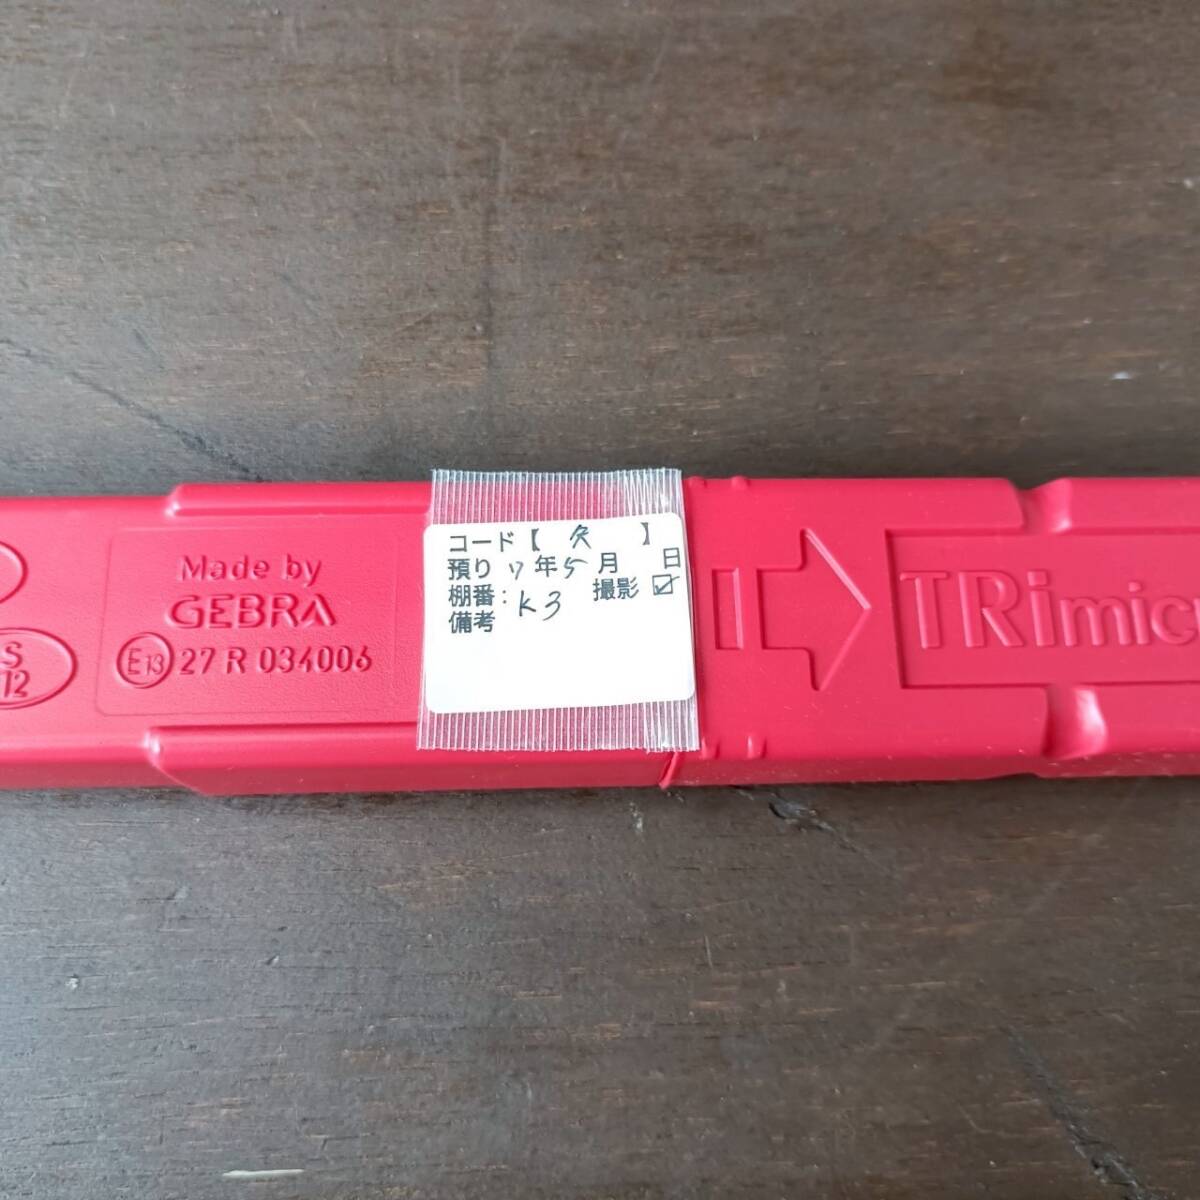 S
12
Made by
GEBRA
E13 27 R 034006
コード【 】
預り 7年5月 日
棚番: K3 撮影 ☑
備考
TRimic